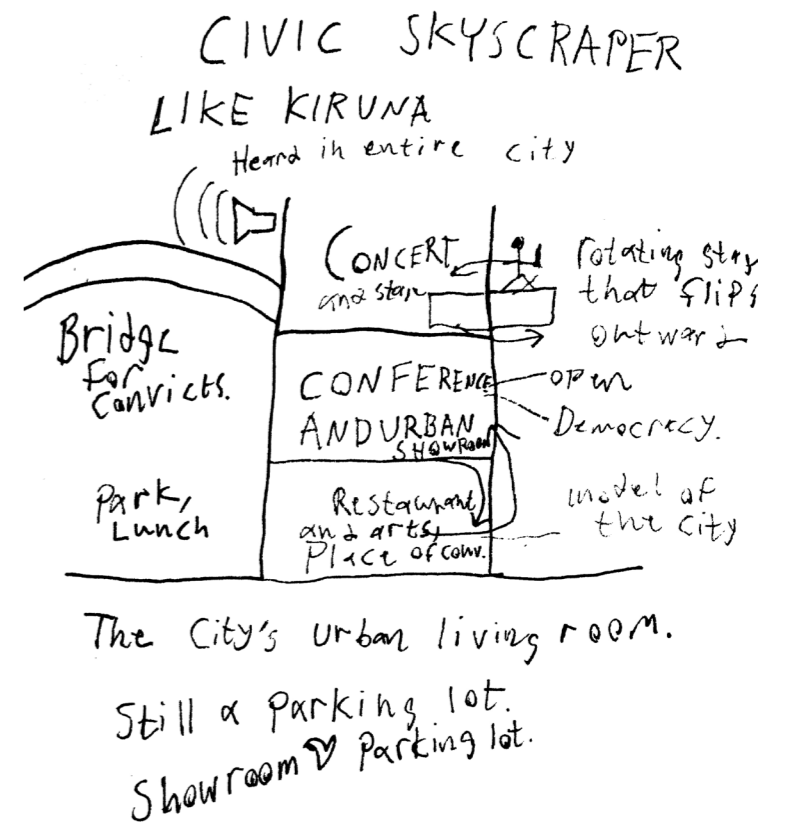 CIVIC SKYSCRAPER
LIKE KIRUNA
Heard in entire city
CONCERT
and stage
rotating stag
that flips
outward
Bridge
For
Convicts.
CONFERENCE
AND URBAN
SHOWROOM
open
Democracy.
Park,
Lunch
Restaurant
and arts,
Place of conv.
model of
the city
The City's urban living room.
Still a parking lot.
Showroom ♡ parking lot.